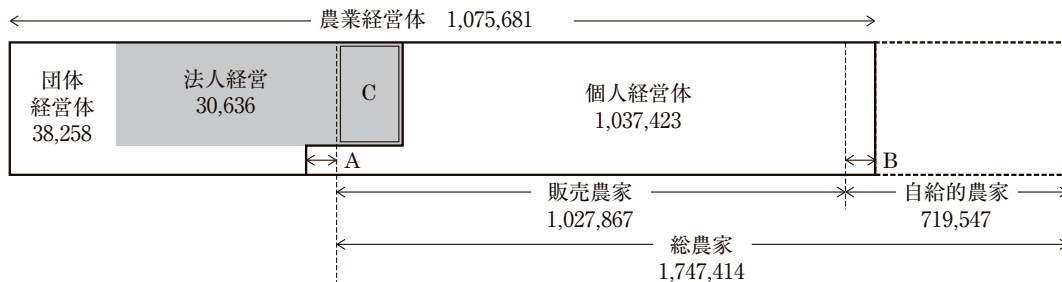 農業経営体 1,075,681
団体
経営体
38,258
法人経営
30,636
C
個人経営体
1,037,423
A
B
販売農家
1,027,867
自給的農家
719,547
総農家
1,747,414